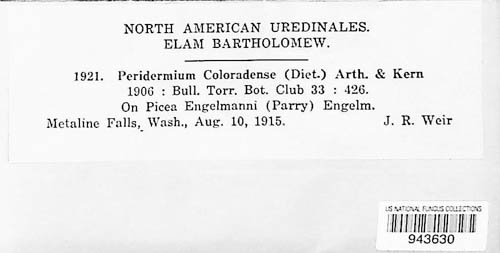 NORTH AMERICAN UREDINALES.
ELAM BARTHOLOMEW.
1921. Peridermium Coloradense (Diet.) Arth. & Kern
1906 : Bull. Torr. Bot. Club 33 : 426.
On Picea Engelmanni (Parry) Engelm.
Metaline Falls, Wash., Aug. 10, 1915. J. R. Weir
US NATIONAL FUNGUS COLLECTIONS
943630